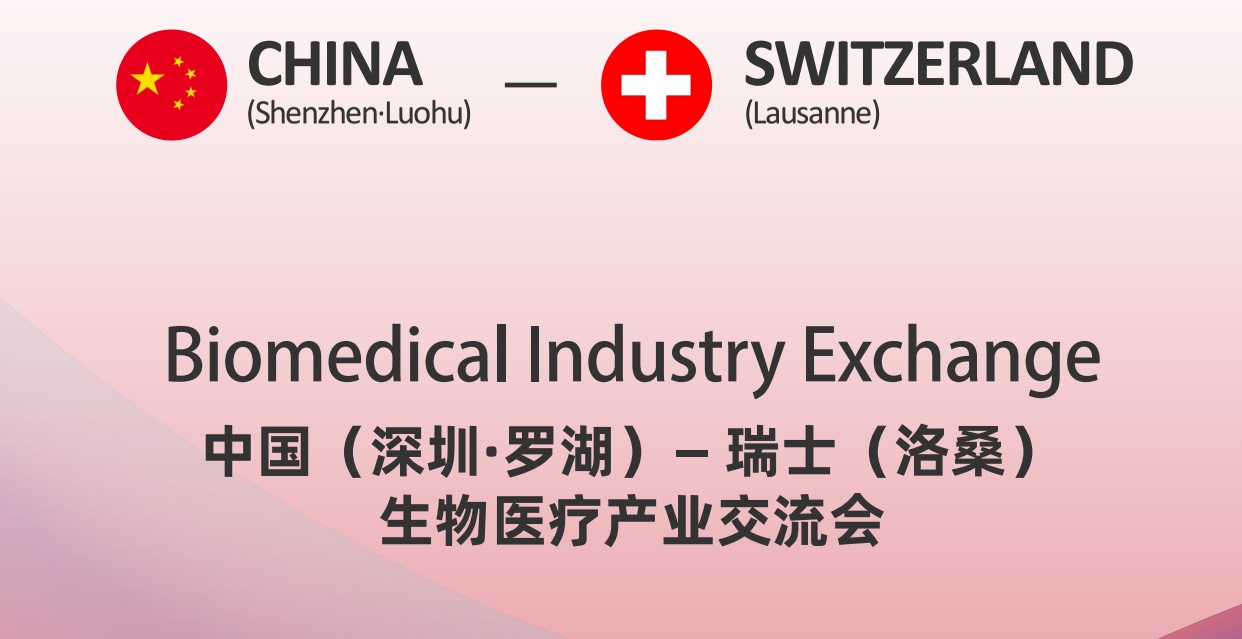 CHINA — SWITZERLAND
(Shenzhen·Luohu) (Lausanne)
Biomedical Industry Exchange
中国（深圳·罗湖）– 瑞士（洛桑）
生物医疗产业交流会